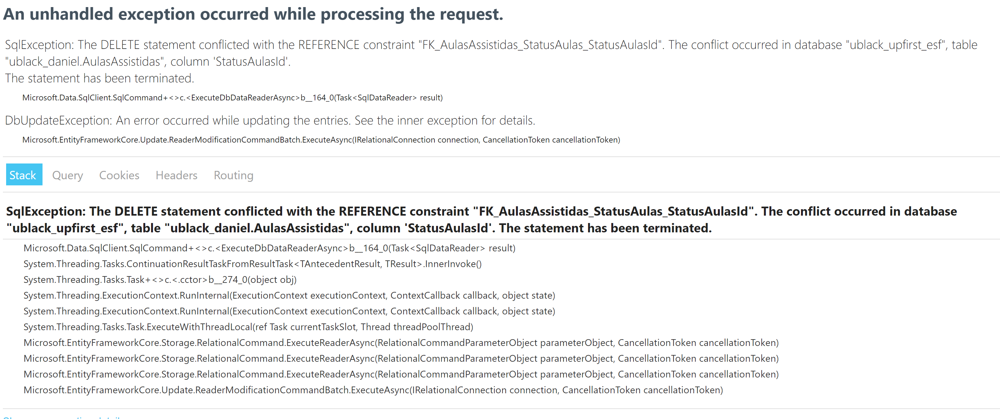 An unhandled exception occurred while processing the request.
SqlException: The DELETE statement conflicted with the REFERENCE constraint "FK_AulasAssistidas_StatusAulas_StatusAulasId". The conflict occurred in database "ublack_upfirst_esf", table
"ublack_daniel.AulasAssistidas", column 'StatusAulasId'.
The statement has been terminated.
Microsoft.Data.SqlClient.SqlCommand+<>c.<ExecuteDbDataReaderAsync>b__164_0(Task<SqlDataReader> result)
DbUpdateException: An error occurred while updating the entries. See the inner exception for details.
Microsoft.EntityFrameworkCore.Update.ReaderModificationCommandBatch.ExecuteAsync(IRelationalConnection connection, CancellationToken cancellationToken)
Stack Query Cookies Headers Routing
SqlException: The DELETE statement conflicted with the REFERENCE constraint "FK_AulasAssistidas_StatusAulas_StatusAulasId". The conflict occurred in database
"ublack_upfirst_esf", table "ublack_daniel.AulasAssistidas", column 'StatusAulasId'. The statement has been terminated.
Microsoft.Data.SqlClient.SqlCommand+<>c.<ExecuteDbDataReaderAsync>b__164_0(Task<SqlDataReader> result)
System.Threading.Tasks.ContinuationResultTaskFromResultTask<TAntecedentResult, TResult>.InnerInvoke()
System.Threading.Tasks.Task+<>c.<.cctor>b__274_0(object obj)
System.Threading.ExecutionContext.RunInternal(ExecutionContext executionContext, ContextCallback callback, object state)
System.Threading.ExecutionContext.RunInternal(ExecutionContext executionContext, ContextCallback callback, object state)
System.Threading.Tasks.Task.ExecuteWithThreadLocal(ref Task currentTaskSlot, Thread threadPoolThread)
Microsoft.EntityFrameworkCore.Storage.RelationalCommand.ExecuteReaderAsync(RelationalCommandParameterObject parameterObject, CancellationToken cancellationToken)
Microsoft.EntityFrameworkCore.Storage.RelationalCommand.ExecuteReaderAsync(RelationalCommandParameterObject parameterObject, CancellationToken cancellationToken)
Microsoft.EntityFrameworkCore.Storage.RelationalCommand.ExecuteReaderAsync(RelationalCommandParameterObject parameterObject, CancellationToken cancellationToken)
Microsoft.EntityFrameworkCore.Update.ReaderModificationCommandBatch.ExecuteAsync(IRelationalConnection connection, CancellationToken cancellationToken)